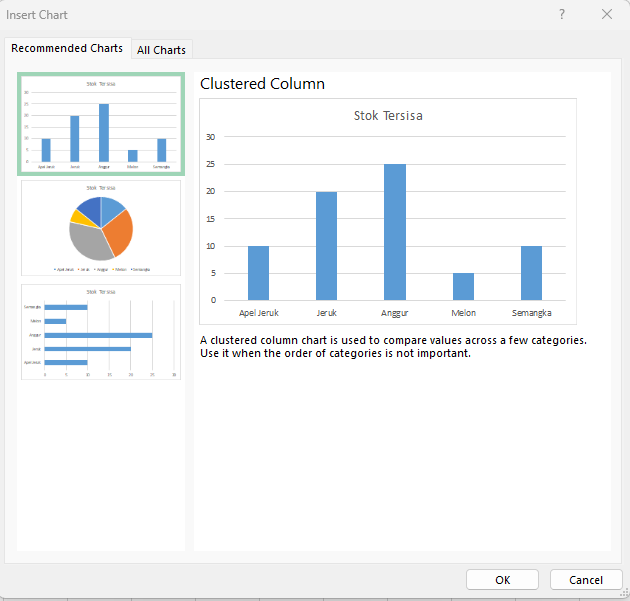 Insert Chart
?
Recommended Charts
All Charts
Stok Tersisa
30
25
20
15
10
5
0
Apel Jeruk Jeruk Anggur Melon Semangka
Stok Tersisa
Apel Jeruk Jeruk Anggur Melon Semangka
Stok Tersisa
Semangka
Melon
Anggur
Jeruk
Apel Jeruk
0 5 10 15 20 25 30
Clustered Column
Stok Tersisa
30
25
20
15
10
5
0
Apel Jeruk Jeruk Anggur Melon Semangka
A clustered column chart is used to compare values across a few categories.
Use it when the order of categories is not important.
OK
Cancel